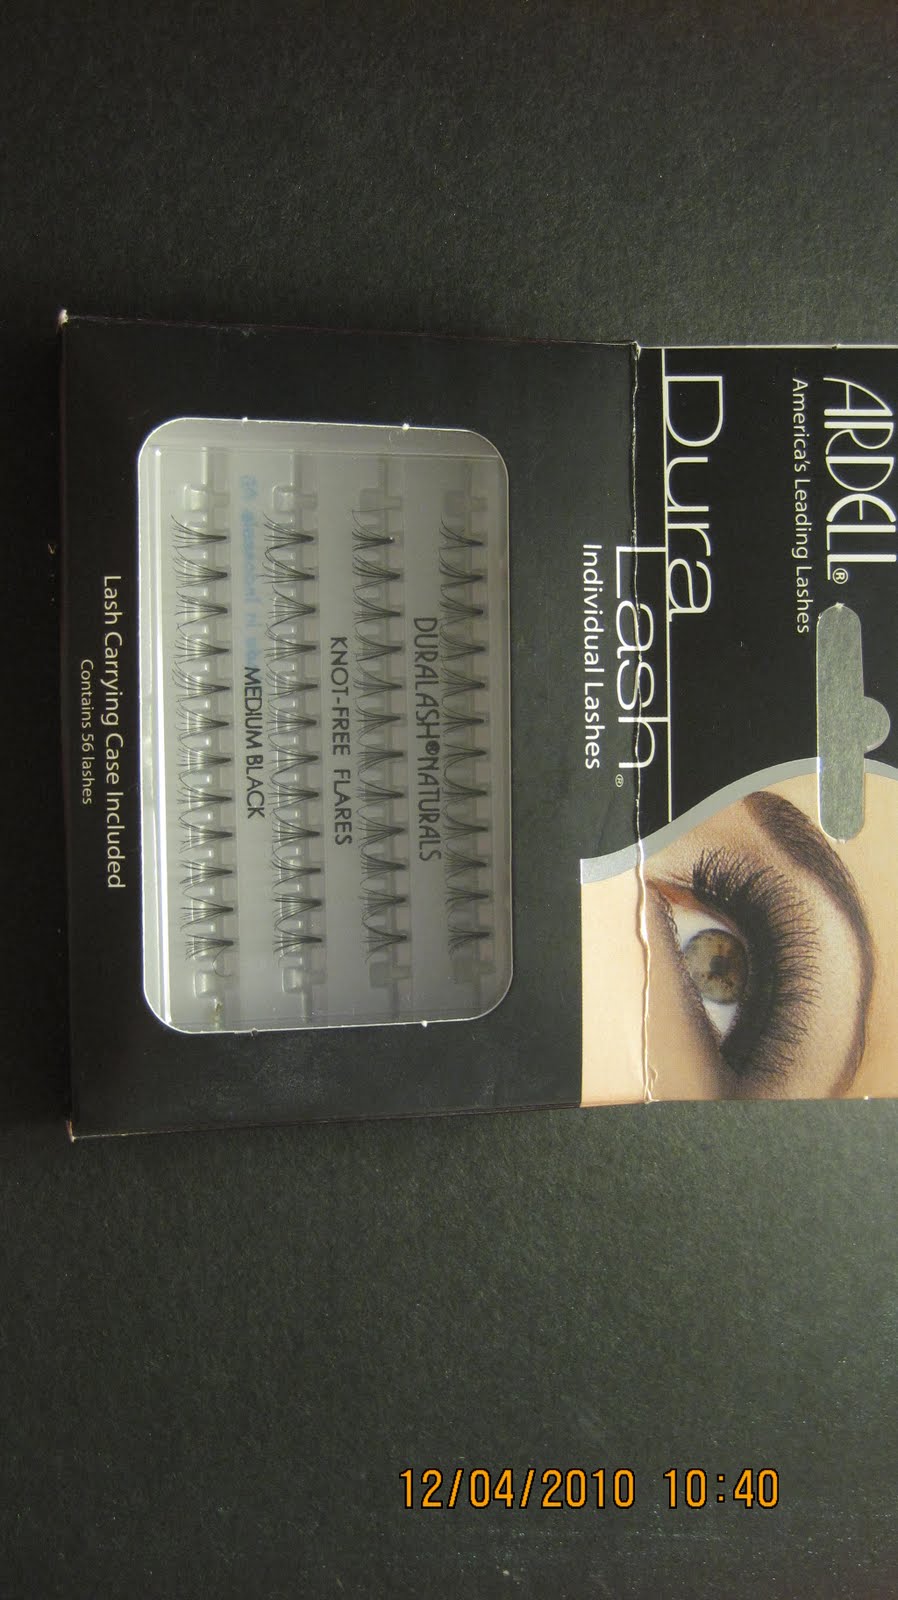 ARDELL®
America's Leading Lashes
Dura
Lash®
Individual Lashes
DURALASH®NATURALS
KNOT-FREE FLARES
MEDIUM BLACK
Lash Carrying Case Included
Contains 56 lashes
12/04/2010 10:40